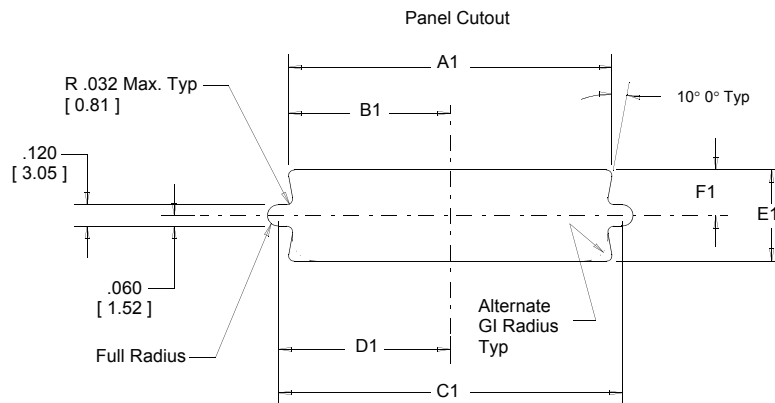 Panel Cutout
A1
R .032 Max. Typ
[ 0.81 ]
10° 0° Typ
B1
.120
[ 3.05 ]
F1
E1
.060
[ 1.52 ]
Alternate
GI Radius
Typ
Full Radius
D1
C1